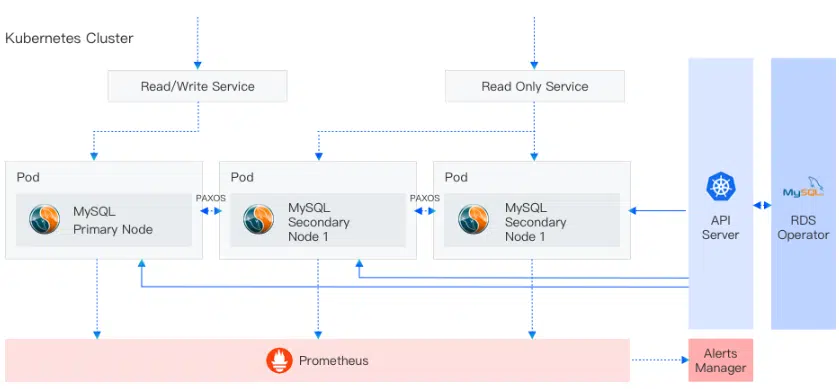 Kubernetes Cluster
Read/Write Service
Read Only Service
Pod
MySQL
Primary Node
PAXOS
Pod
MySQL
Secondary
Node 1
PAXOS
Pod
MySQL
Secondary
Node 1
API
Server
MySQL
RDS
Operator
Prometheus
Alerts
Manager